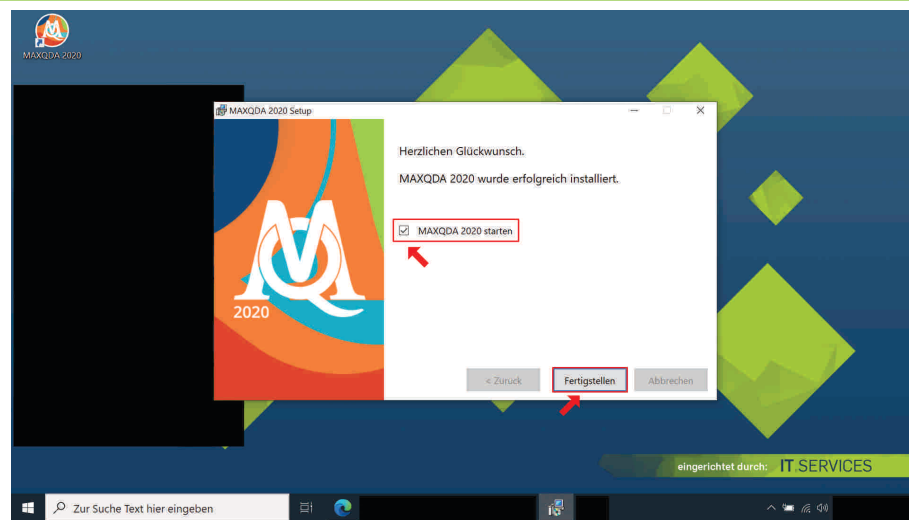 MAXQDA 2020
MAXQDA 2020 Setup
Herzlichen Glückwunsch.
MAXQDA 2020 wurde erfolgreich installiert.
MAXQDA 2020 starten
2020
< Zurück
Fertigstellen
Abbrechen
eingerichtet durch: IT.SERVICES
Zur Suche Text hier eingeben